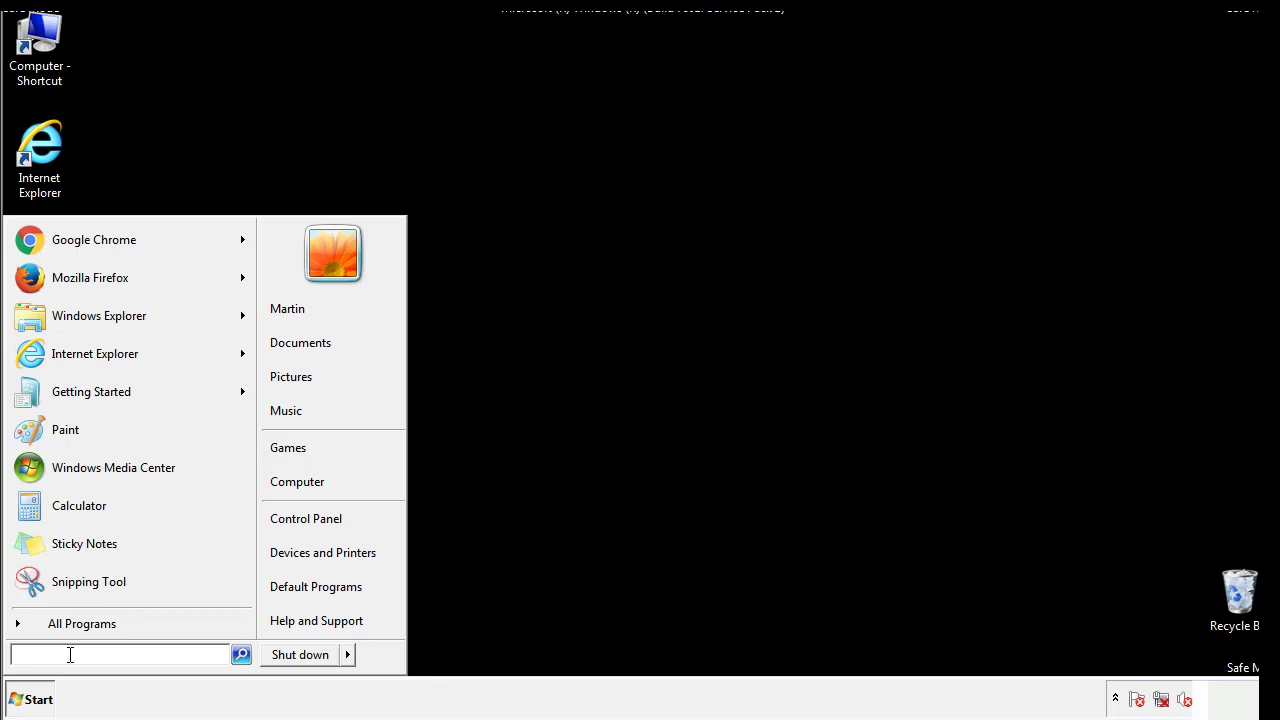 Computer -
Shortcut
Internet
Explorer
Google Chrome
Mozilla Firefox
Windows Explorer
Internet Explorer
Getting Started
Paint
Windows Media Center
Calculator
Sticky Notes
Snipping Tool
All Programs
Martin
Documents
Pictures
Music
Games
Computer
Control Panel
Devices and Printers
Default Programs
Help and Support
Shut down
Recycle B
Safe M
Start